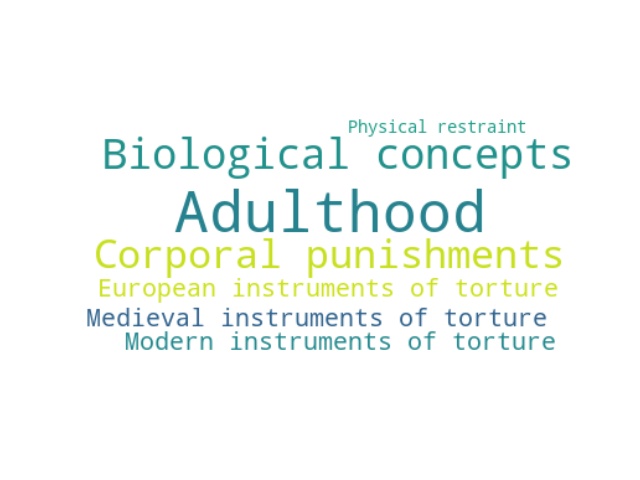 Physical restraint
Biological concepts
Adulthood
Corporal punishments
European instruments of torture
Medieval instruments of torture
Modern instruments of torture